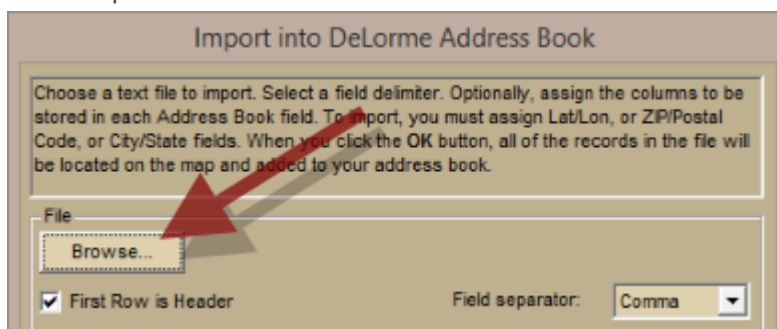 Import into DeLorme Address Book
Choose a text file to import. Select a field delimiter. Optionally, assign the columns to be
stored in each Address Book field. To import, you must assign Lat/Lon, or ZIP/Postal
Code, or City/State fields. When you click the OK button, all of the records in the file will
be located on the map and added to your address book.
File
Browse...
First Row is Header Field separator: Comma